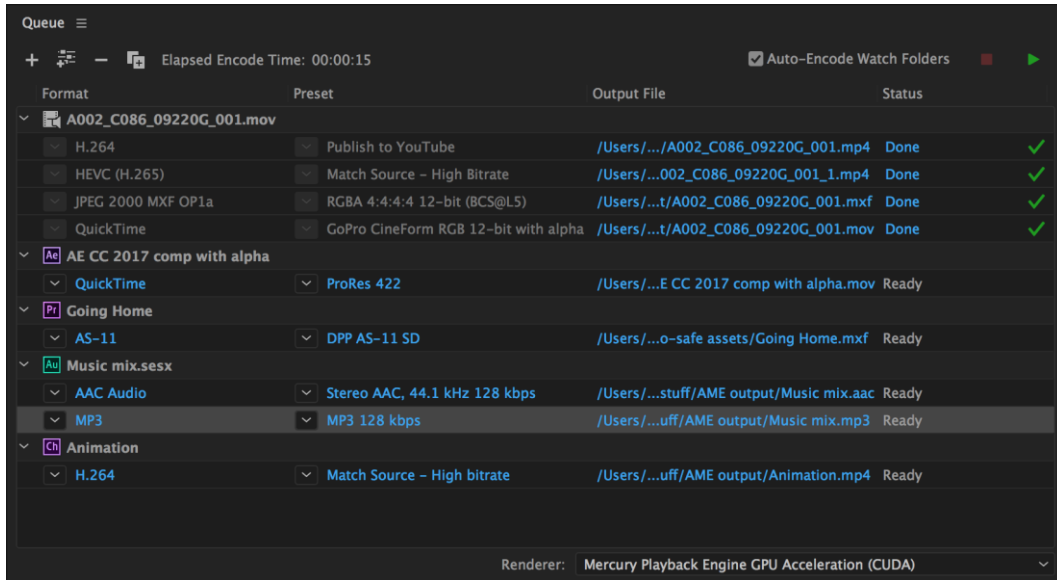 Queue
Elapsed Encode Time: 00:00:15 Auto-Encode Watch Folders
Format Preset Output File Status
A002_C086_09220G_001.mov
H.264 Publish to YouTube /Users/.../A002_C086_09220G_001.mp4 Done
HEVC (H.265) Match Source – High Bitrate /Users/...002_C086_09220G_001_1.mp4 Done
JPEG 2000 MXF OP1a RGBA 4:4:4:4 12-bit (BCS@L5) /Users/...t/A002_C086_09220G_001.mxf Done
QuickTime GoPro CineForm RGB 12-bit with alpha /Users/...t/A002_C086_09220G_001.mov Done
Ae AE CC 2017 comp with alpha
QuickTime ProRes 422 /Users/...E CC 2017 comp with alpha.mov Ready
Pr Going Home
AS-11 DPP AS-11 SD /Users/...o-safe assets/Going Home.mxf Ready
Au Music mix.sesx
AAC Audio Stereo AAC, 44.1 kHz 128 kbps /Users/...stuff/AME output/Music mix.aac Ready
MP3 MP3 128 kbps /Users/...uff/AME output/Music mix.mp3 Ready
Ch Animation
H.264 Match Source – High bitrate /Users/...uff/AME output/Animation.mp4 Ready
Renderer: Mercury Playback Engine GPU Acceleration (CUDA)